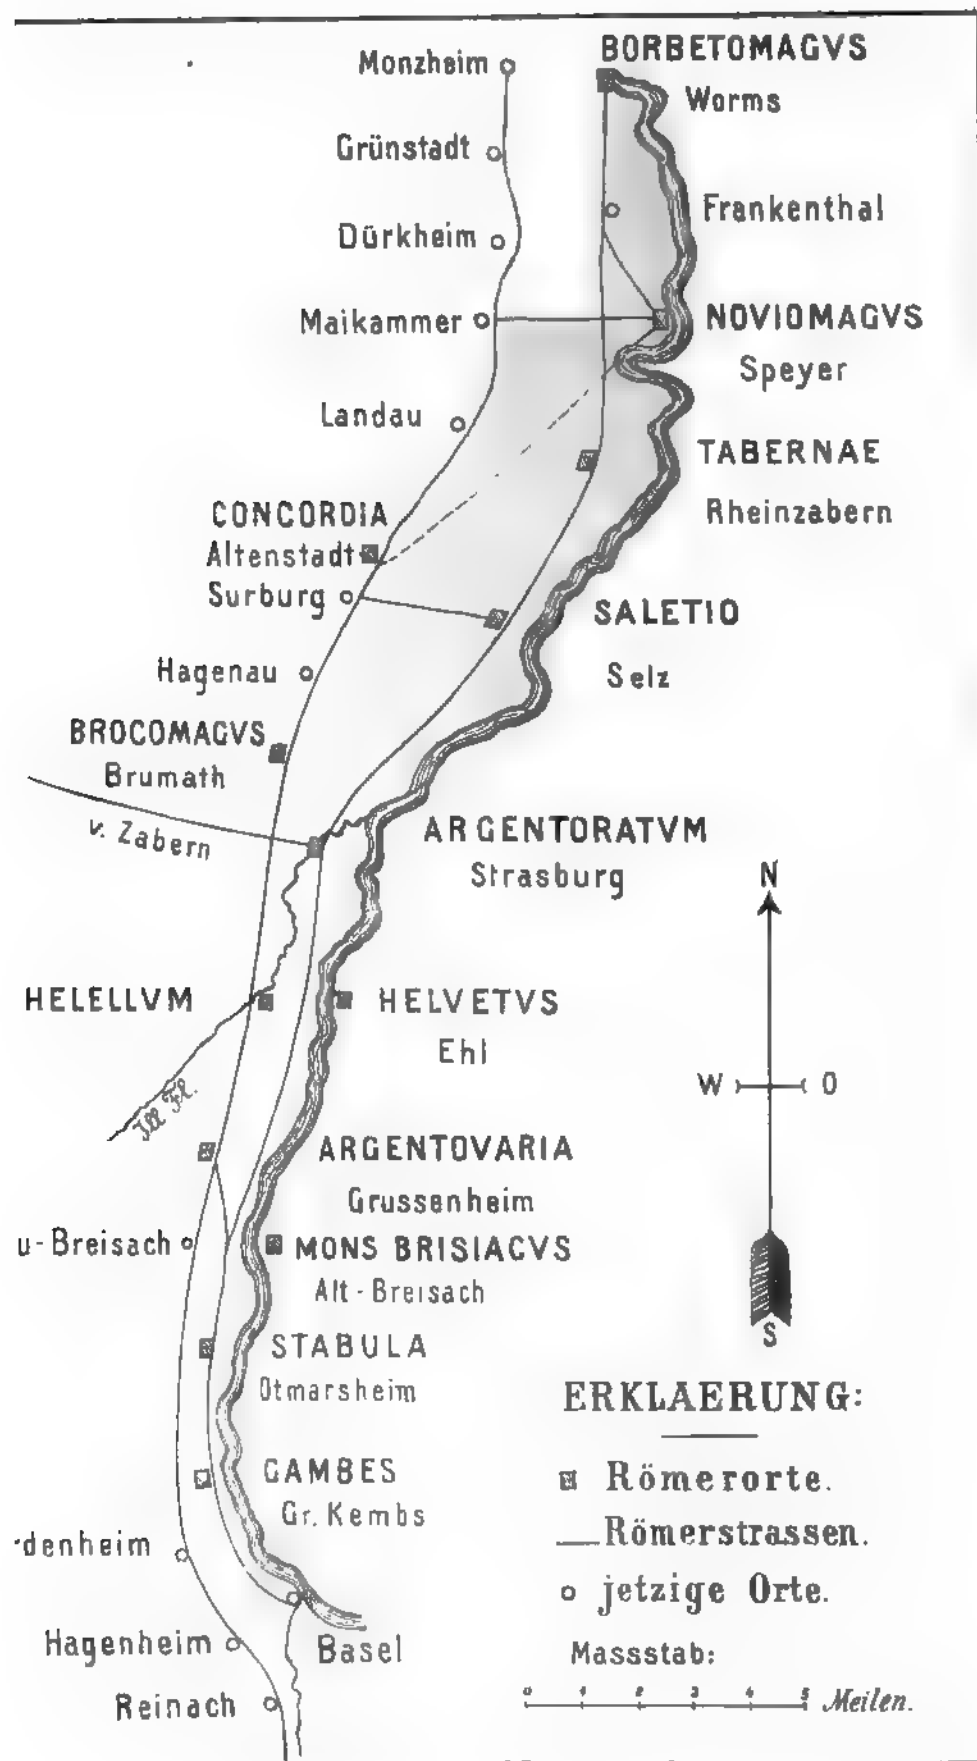 BORBETOMAGVS
Monzheim
Worms
Grünstadt
Frankenthal
Dürkheim
Maikammer
NOVIOMAGVS
Speyer
Landau
TABERNAE
CONCORDIA
Rheinzabern
Altenstadt
Surburg
SALETIO
Hagenau
Selz
BROCOMAGVS
Brumath
v. Zabern
ARGENTORATVM
Strasburg
N
HELELLVM
HELVETVS
Ehl
W
O
Ill Fl.
ARGENTOVARIA
Grussenheim
u-Breisach
MONS BRISIACVS
Alt-Breisach
S
STABULA
Otmarsheim
ERKLAERUNG:
GAMBES
Gr. Kembs
Römerorte.
Römerstrassen.
denheim
jetzige Orte.
Hagenheim
Basel
Massstab:
Reinach
0 1 2 3 4 5 Meilen.